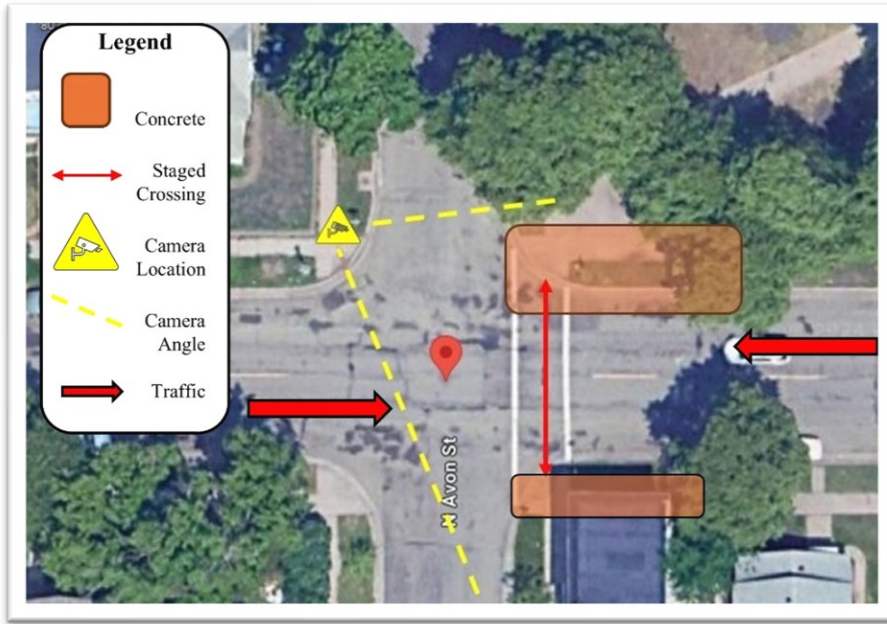 Legend
Concrete
Staged
Crossing
Camera
Location
Camera
Angle
Traffic
N Avon St